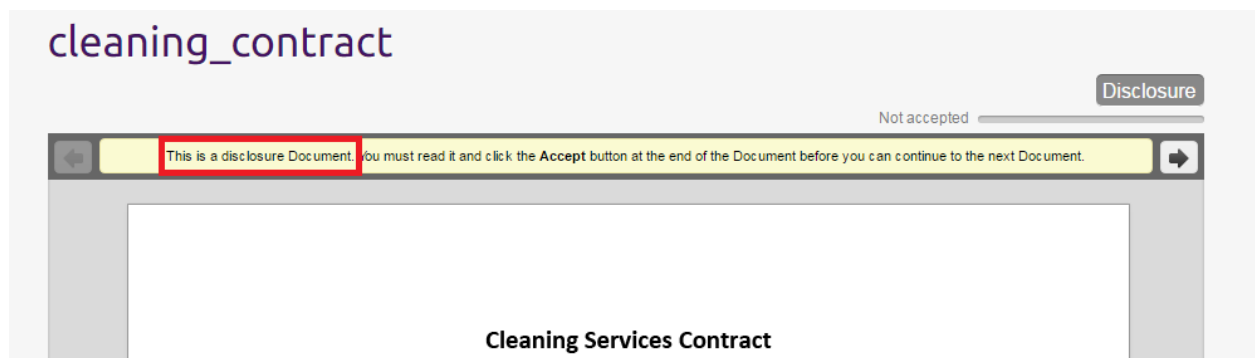 cleaning_contract
Disclosure
Not accepted
This is a disclosure Document. You must read it and click the Accept button at the end of the Document before you can continue to the next Document.
Cleaning Services Contract